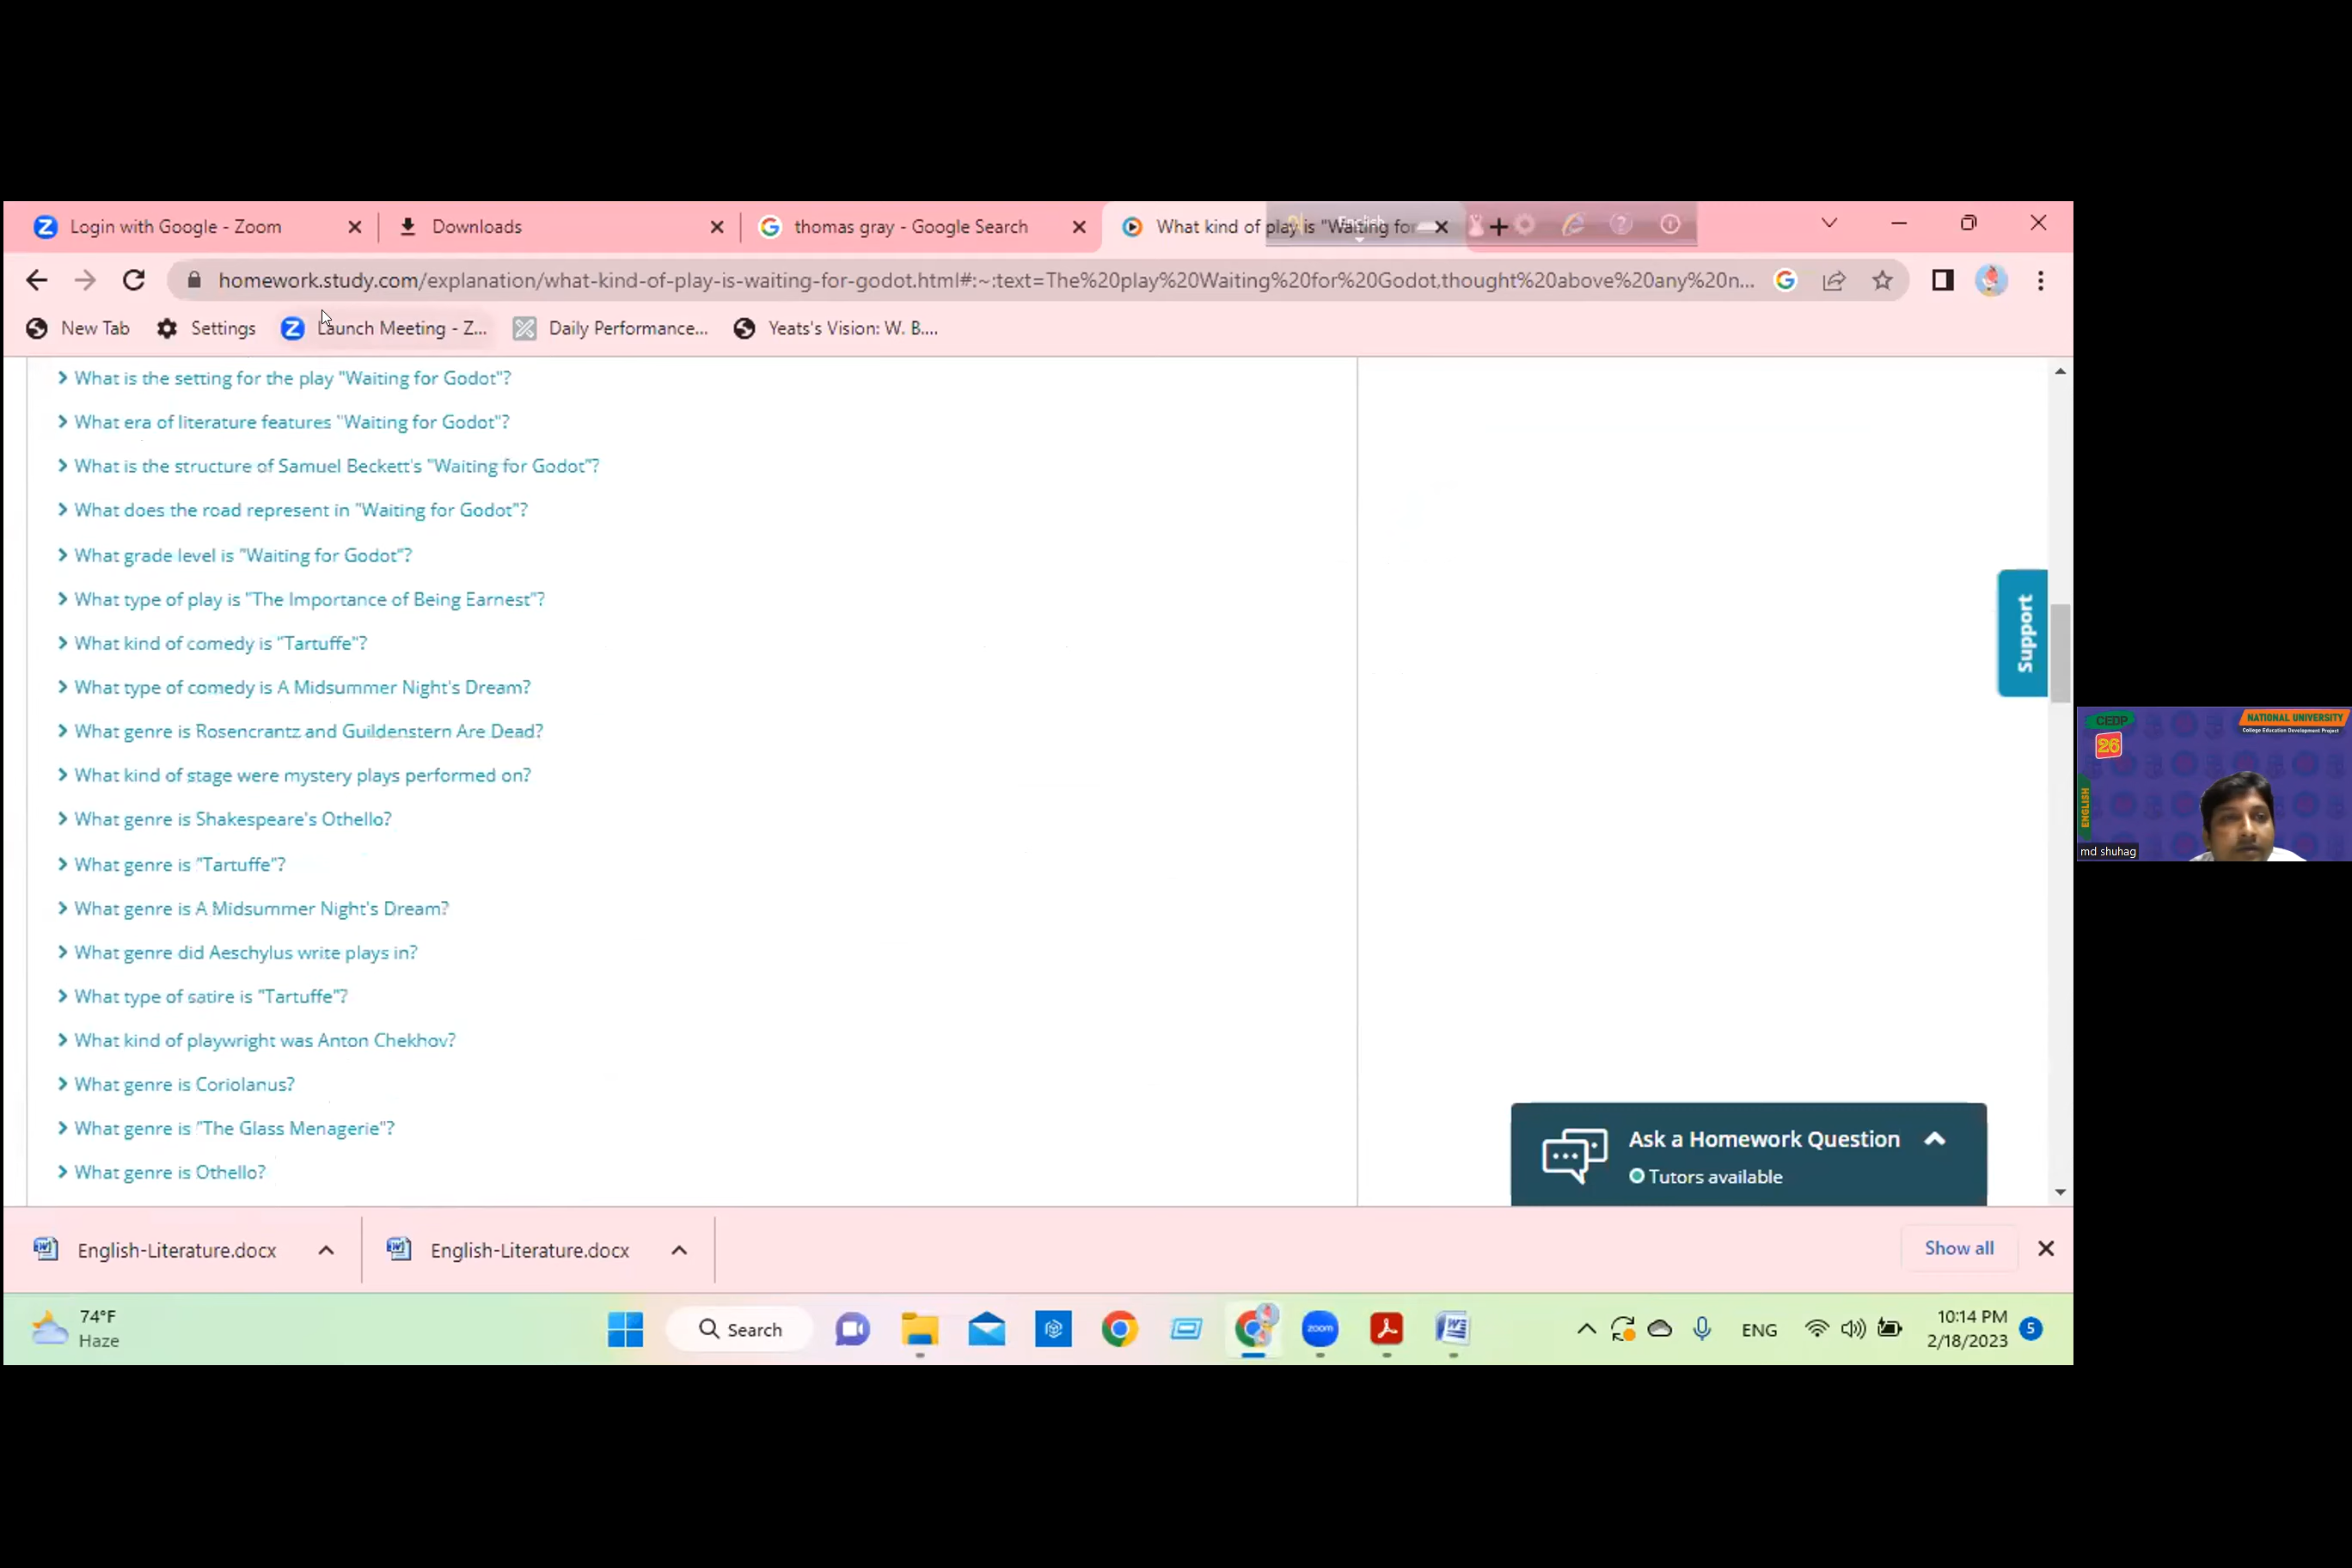 Login with Google - Zoom
Downloads
thomas gray - Google Search
What kind of play is "Waiting for
English
homework.study.com/explanation/what-kind-of-play-is-waiting-for-godot.html#:~:text=The%20play%20Waiting%20for%20Godot,thought%20above%20any%20n...
New Tab
Settings
Launch Meeting - Z...
Daily Performance...
Yeats's Vision: W. B....
What is the setting for the play "Waiting for Godot"?
What era of literature features "Waiting for Godot"?
What is the structure of Samuel Beckett's "Waiting for Godot"?
What does the road represent in "Waiting for Godot"?
What grade level is "Waiting for Godot"?
What type of play is "The Importance of Being Earnest"?
What kind of comedy is "Tartuffe"?
What type of comedy is A Midsummer Night's Dream?
What genre is Rosencrantz and Guildenstern Are Dead?
What kind of stage were mystery plays performed on?
What genre is Shakespeare's Othello?
What genre is "Tartuffe"?
What genre is A Midsummer Night's Dream?
What genre did Aeschylus write plays in?
What type of satire is "Tartuffe"?
What kind of playwright was Anton Chekhov?
What genre is Coriolanus?
What genre is "The Glass Menagerie"?
What genre is Othello?
Support
Ask a Homework Question
Tutors available
CEDP
26
NATIONAL UNIVERSITY
College Education Development Project
ENGLISH
md shuhag
English-Literature.docx
English-Literature.docx
Show all
74°F
Haze
Search
zoom
ENG
10:14 PM
2/18/2023
5